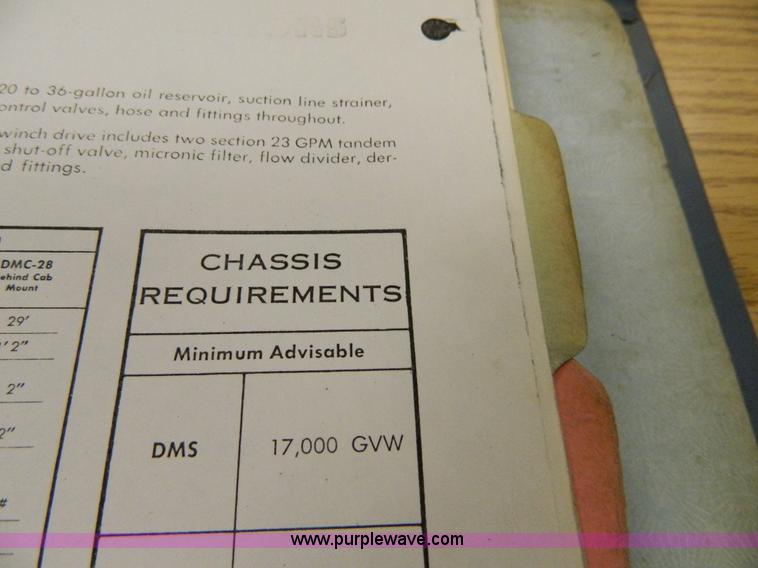 20 to 36-gallon oil reservoir, suction line strainer,
ontrol valves, hose and fittings throughout.
winch drive includes two section 23 GPM tandem
shut-off valve, micronic filter, flow divider, der-
d fittings.
DMC-28
ehind Cab
Mount
29'
' 2"
2"
2"
#
CHASSIS
REQUIREMENTS
Minimum Advisable
DMS 17,000 GVW
www.purplewave.com